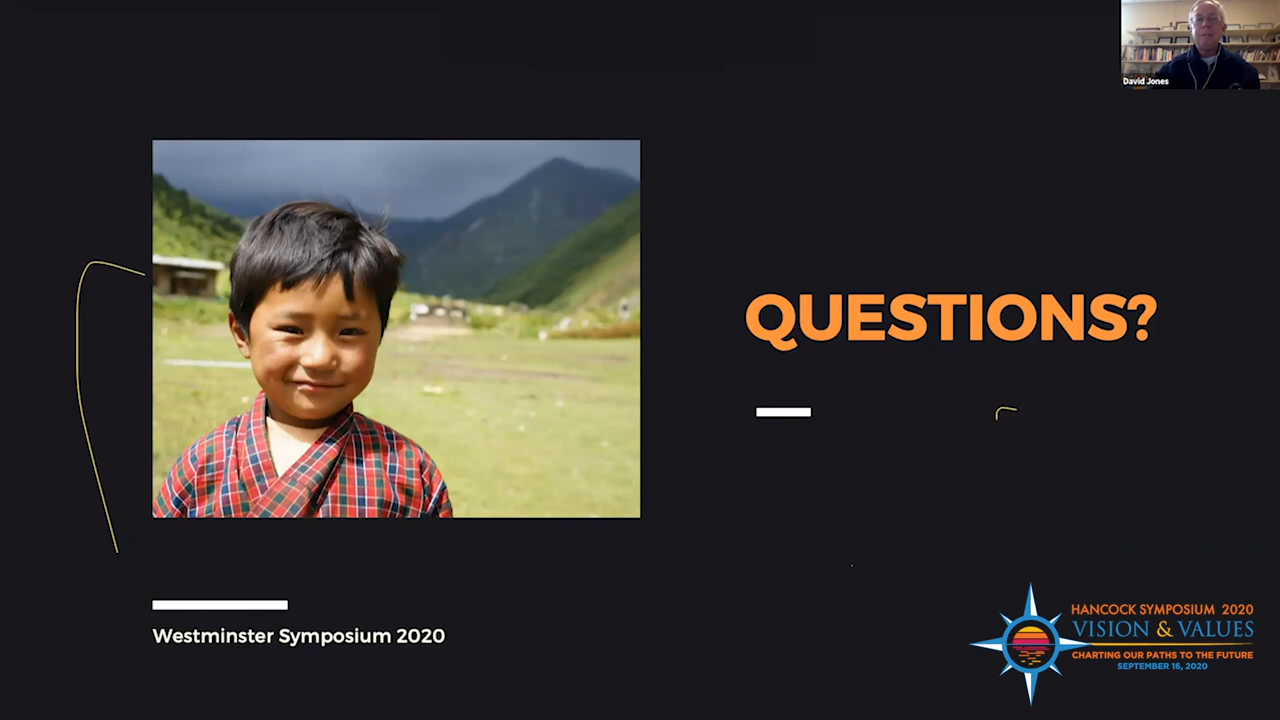 David Jones
QUESTIONS?
Westminster Symposium 2020
HANCOCK SYMPOSIUM 2020
VISION & VALUES
CHARTING OUR PATHS TO THE FUTURE
SEPTEMBER 16, 2020